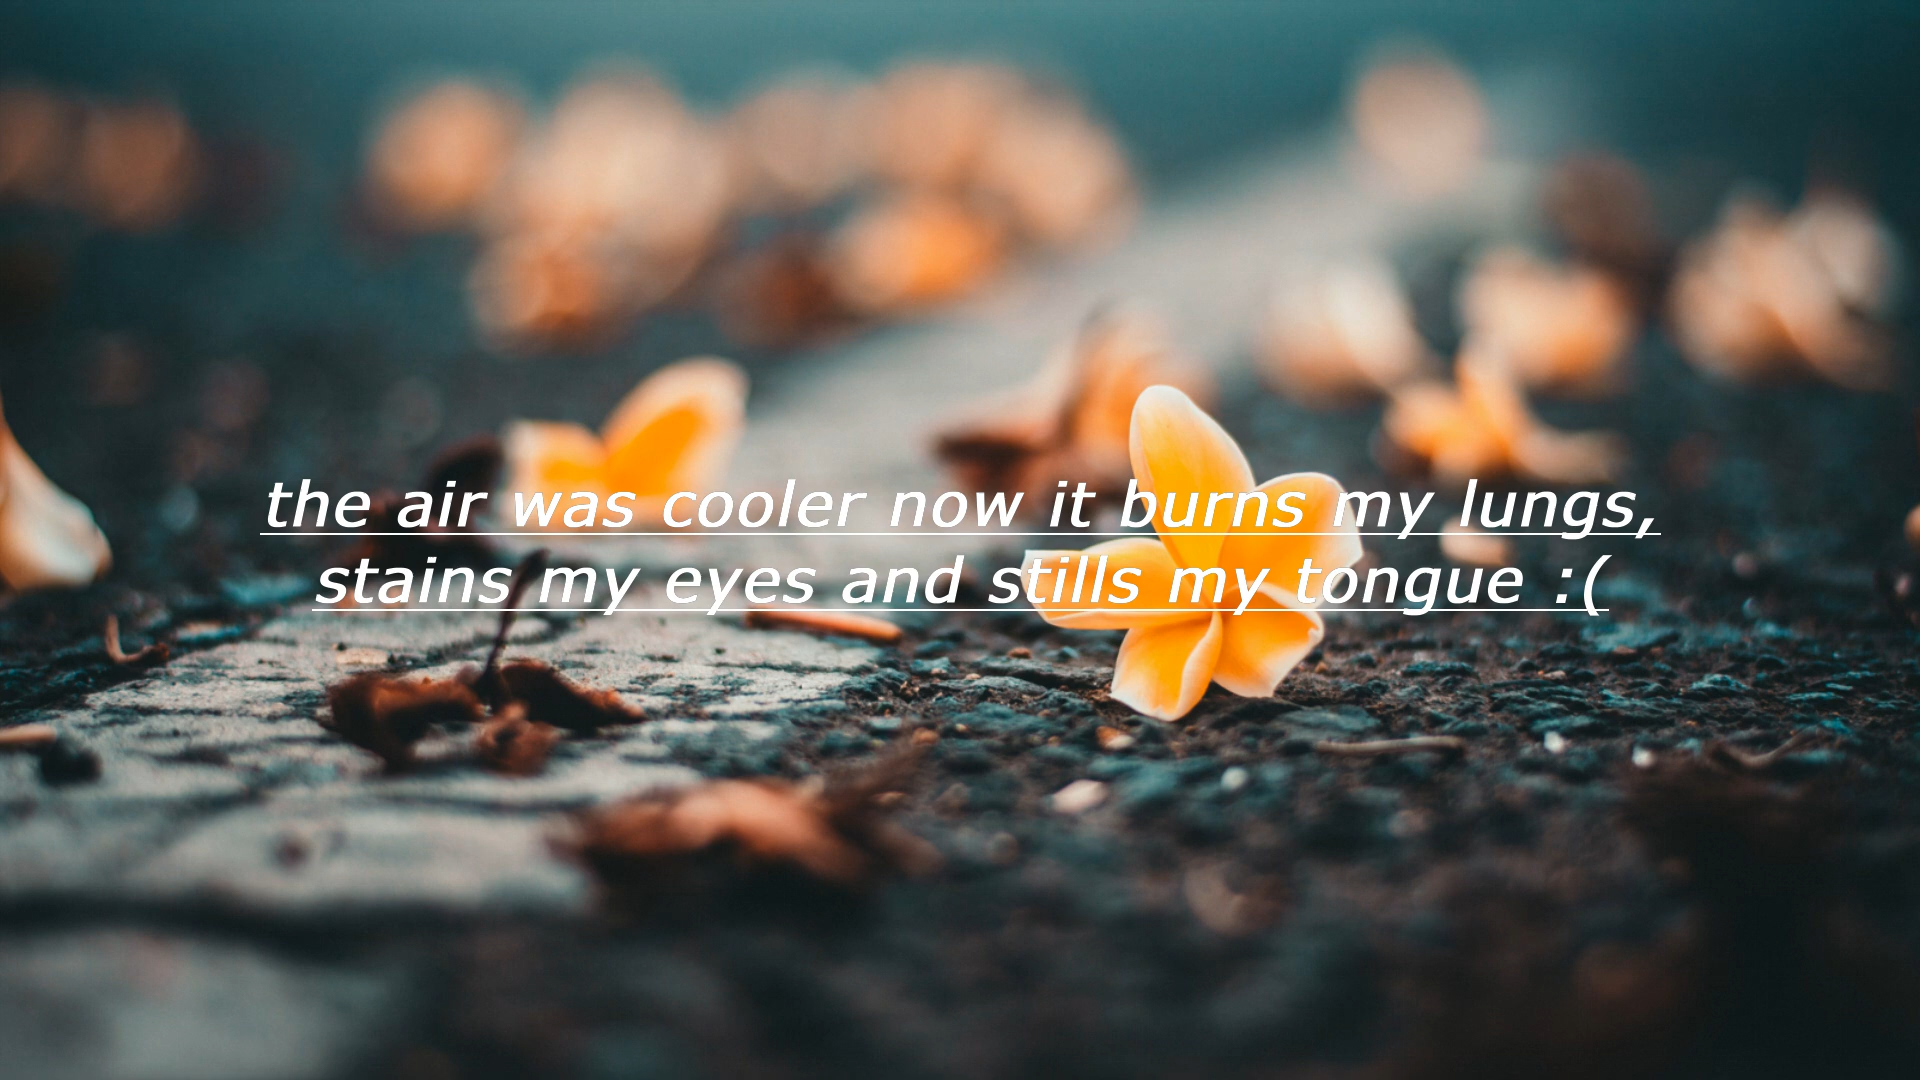 the air was cooler now it burns my lungs,
stains my eyes and stills my tongue :(